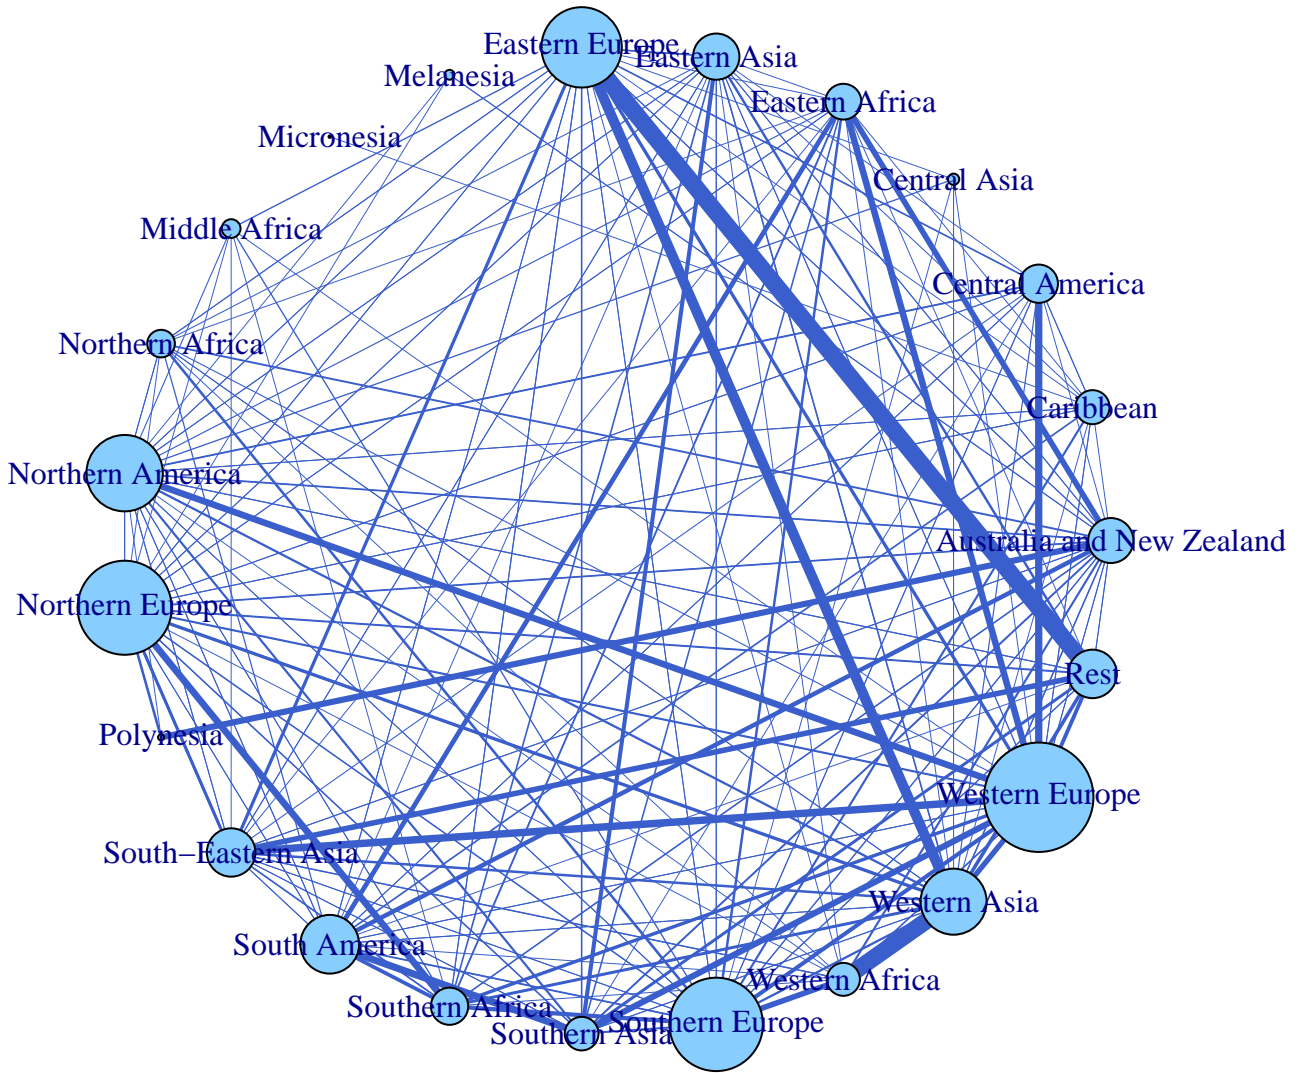 Eastern Europe
Eastern Asia
Melanesia
Eastern Africa
Micronesia
Central Asia
Middle Africa
Central America
Northern Africa
Caribbean
Northern America
Australia and New Zealand
Northern Europe
Rest
Polynesia
Western Europe
South−Eastern Asia
Western Asia
South America
Western Africa
Southern Africa
Southern Europe
Southern Asia